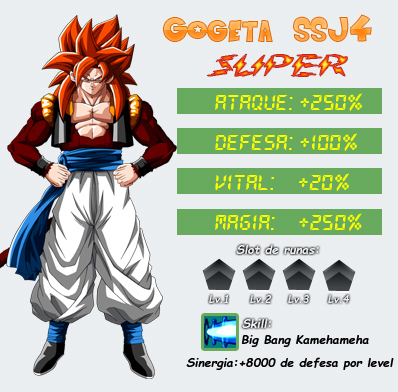 Gogeta SSJ4
SUPER
ATAQUE: +250%
DEFESA: +100%
VITAL: +20%
MAGIA: +250%
Slot de runas:
Lv.1 Lv.2 Lv.3 Lv.4
Skill:
Big Bang Kamehameha
Sinergia:+8000 de defesa por level